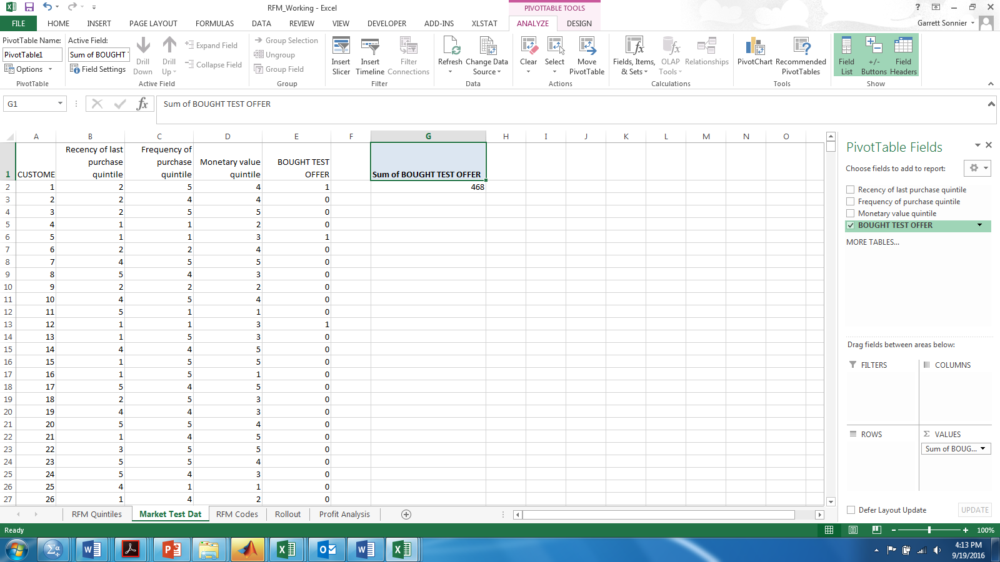 RFM_Working - Excel
PIVOTTABLE TOOLS
FILE HOME INSERT PAGE LAYOUT FORMULAS DATA REVIEW VIEW DEVELOPER ADD-INS XLSTAT ANALYZE DESIGN Garrett Sonnier
PivotTable Name:
PivotTable1
Options
PivotTable
Active Field:
Sum of BOUGHT
Field Settings
Drill Down
Drill Up
Expand Field
Collapse Field
Active Field
Group Selection
Ungroup
Group Field
Group
Insert Slicer
Insert Timeline
Filter Connections
Filter
Refresh
Change Data Source
Data
Clear
Select
Move PivotTable
Actions
Fields, Items, & Sets
OLAP Tools
Relationships
Calculations
PivotChart
Recommended PivotTables
Tools
Field List
+/- Buttons
Field Headers
Show
G1
fx
Sum of BOUGHT TEST OFFER
A B C D E F G H I J K L M N O
1 CUSTOME Recency of last purchase quintile Frequency of purchase quintile Monetary value quintile BOUGHT TEST OFFER Sum of BOUGHT TEST OFFER
2 1 2 5 4 1 468
3 2 2 4 4 0
4 3 2 5 5 0
5 4 1 1 2 0
6 5 1 1 3 1
7 6 2 2 4 0
8 7 4 5 5 0
9 8 5 4 3 0
10 9 2 2 2 0
11 10 4 5 4 0
12 11 5 1 1 0
13 12 1 1 3 1
14 13 1 5 3 0
15 14 4 4 5 0
16 15 1 5 5 0
17 16 1 5 1 0
18 17 5 4 5 0
19 18 2 5 3 0
20 19 4 4 3 0
21 20 5 5 4 0
22 21 1 4 5 0
23 22 3 5 5 0
24 23 5 5 4 0
25 24 5 4 3 0
26 25 4 1 1 0
27 26 1 4 2 0
PivotTable Fields
Choose fields to add to report:
Recency of last purchase quintile
Frequency of purchase quintile
Monetary value quintile
BOUGHT TEST OFFER
MORE TABLES...
Drag fields between areas below:
FILTERS
COLUMNS
ROWS
Σ VALUES
Sum of BOUG...
Defer Layout Update
UPDATE
RFM Quintiles Market Test Dat RFM Codes Rollout Profit Analysis
Ready
100%
4:13 PM
9/19/2016